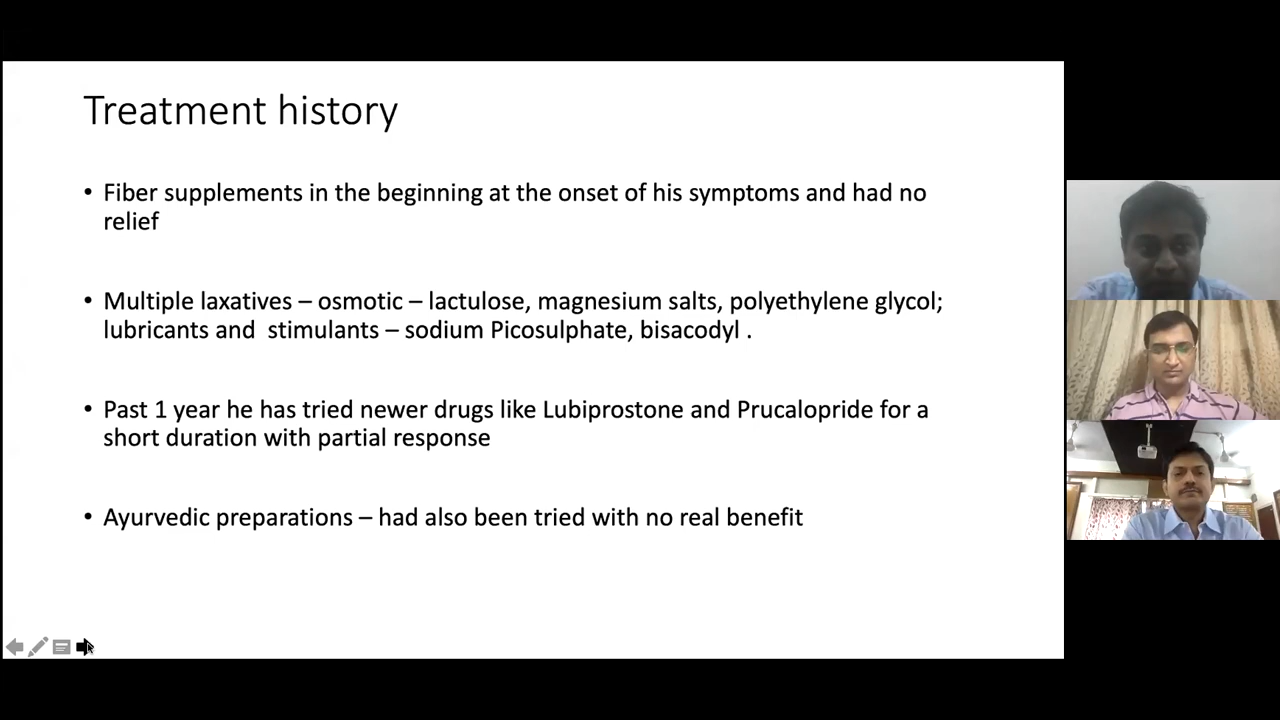 Treatment history
• Fiber supplements in the beginning at the onset of his symptoms and had no
relief
• Multiple laxatives – osmotic – lactulose, magnesium salts, polyethylene glycol;
lubricants and  stimulants – sodium Picosulphate, bisacodyl .
• Past 1 year he has tried newer drugs like Lubiprostone and Prucalopride for a
short duration with partial response
• Ayurvedic preparations – had also been tried with no real benefit